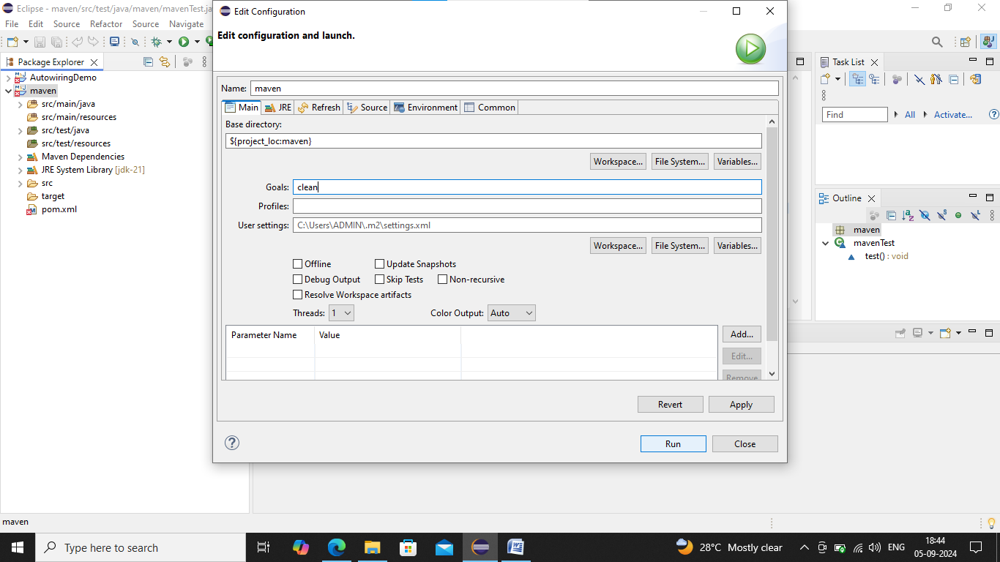 Eclipse - maven/src/test/java/maven/mavenTest.ja
File Edit Source Refactor Source Navigate
Package Explorer
AutowiringDemo
maven
src/main/java
src/main/resources
src/test/java
src/test/resources
Maven Dependencies
JRE System Library [jdk-21]
src
target
pom.xml
Edit Configuration
Edit configuration and launch.
Name: maven
Main JRE Refresh Source Environment Common
Base directory:
${project_loc:maven}
Workspace... File System... Variables...
Goals: clean
Profiles:
User settings: C:\Users\ADMIN\.m2\settings.xml
Workspace... File System... Variables...
Offline Update Snapshots
Debug Output Skip Tests Non-recursive
Resolve Workspace artifacts
Threads: 1 Color Output: Auto
Parameter Name Value
Add...
Edit...
Remove
Revert Apply
Run Close
Task List
Find All Activate...
Outline
maven
mavenTest
test() : void
maven
Type here to search
28°C Mostly clear
ENG
18:44
05-09-2024